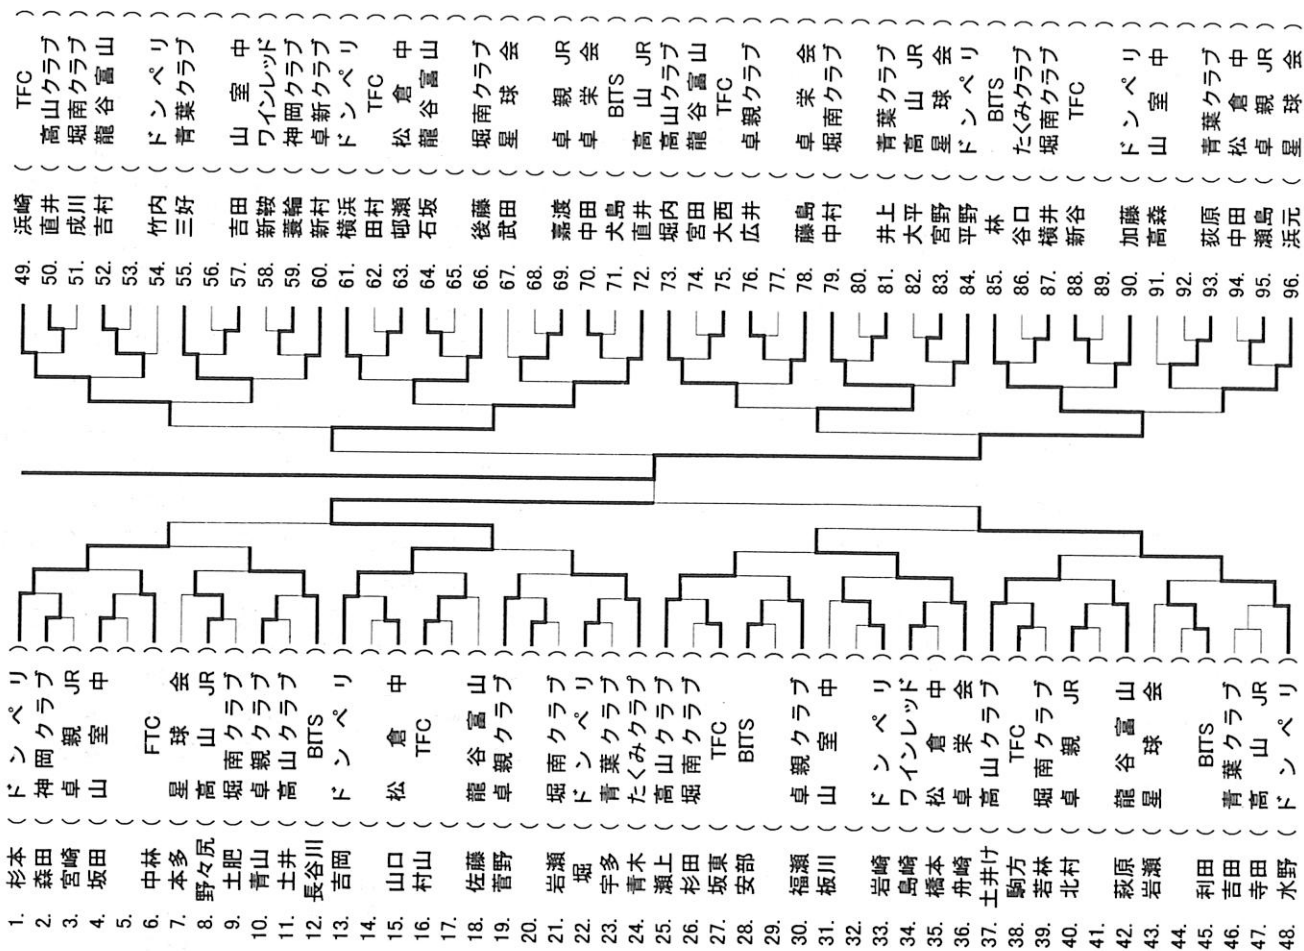 1. 杉本 （ ドンペリ ）
2. 森田 （ 神岡クラブ ）
3. 宮崎 （ 卓親JR ）
4. 坂田 （ 山室中 ）
5.
6. 中林 （ FTC ）
7. 本多 （ 星球会 ）
8. 野々尻 （ 高山JR ）
9. 土肥 （ 堀南クラブ ）
10. 青山 （ 卓親クラブ ）
11. 土井 （ 高山クラブ ）
12. 長谷川 （ BITS ）
13. 吉岡 （ ドンペリ ）
14.
15. 山口 （ 松倉中 ）
16. 村山 （ TFC ）
17.
18. 佐藤 （ 龍谷富山 ）
19. 菅野 （ 卓親クラブ ）
20.
21. 岩瀬 （ 堀南クラブ ）
22. 堀 （ ドンペリ ）
23. 宇多 （ 青葉クラブ ）
24. 青木 （ たくみクラブ ）
25. 瀬上 （ 高山クラブ ）
26. 杉田 （ 堀南クラブ ）
27. 坂東 （ TFC ）
28. 安部 （ BITS ）
29.
30. 福瀬 （ 卓親クラブ ）
31. 板川 （ 山室中 ）
32.
33. 岩崎 （ ドンペリ ）
34. 島崎 （ ワインレッド ）
35. 橋本 （ 松倉中 ）
36. 舟崎 （ 卓栄会 ）
37. 土井け （ 高山クラブ ）
38. 駒方 （ TFC ）
39. 若林 （ 堀南クラブ ）
40. 北村 （ 卓親JR ）
41.
42. 萩原 （ 龍谷富山 ）
43. 岩瀬 （ 星球会 ）
44.
45. 利田 （ BITS ）
46. 吉田 （ 青葉クラブ ）
47. 寺田 （ 高山JR ）
48. 水野 （ ドンペリ ）
49. 浜崎 （ TFC ）
50. 直井 （ 高山クラブ ）
51. 成川 （ 堀南クラブ ）
52. 吉村 （ 龍谷富山 ）
53.
54. 竹内 （ ドンペリ ）
55. 三好 （ 青葉クラブ ）
56.
57. 吉田 （ 山室中 ）
58. 新鞍 （ ワインレッド ）
59. 蓑輪 （ 神岡クラブ ）
60. 新村 （ 卓新クラブ ）
61. 横浜 （ ドンペリ ）
62. 田村 （ TFC ）
63. 邨瀬 （ 松倉中 ）
64. 石坂 （ 龍谷富山 ）
65.
66. 後藤 （ 堀南クラブ ）
67. 武田 （ 星球会 ）
68.
69. 嘉渡 （ 卓親JR ）
70. 中田 （ 卓栄会 ）
71. 犬島 （ BITS ）
72. 直井 （ 高山JR ）
73. 堀内 （ 高山クラブ ）
74. 宮田 （ 龍谷富山 ）
75. 大西 （ TFC ）
76. 広井 （ 卓親クラブ ）
77.
78. 藤島 （ 卓栄会 ）
79. 中村 （ 堀南クラブ ）
80.
81. 井上 （ 青葉クラブ ）
82. 大平 （ 高山JR ）
83. 宮野 （ 星球会 ）
84. 平野 （ ドンペリ ）
85. 林 （ BITS ）
86. 谷口 （ たくみクラブ ）
87. 横井 （ 堀南クラブ ）
88. 新谷 （ TFC ）
89.
90. 加藤 （ ドンペリ ）
91. 高森 （ 山室中 ）
92.
93. 荻原 （ 青葉クラブ ）
94. 中田 （ 松倉中 ）
95. 瀬島 （ 卓親JR ）
96. 浜元 （ 星球会 ）